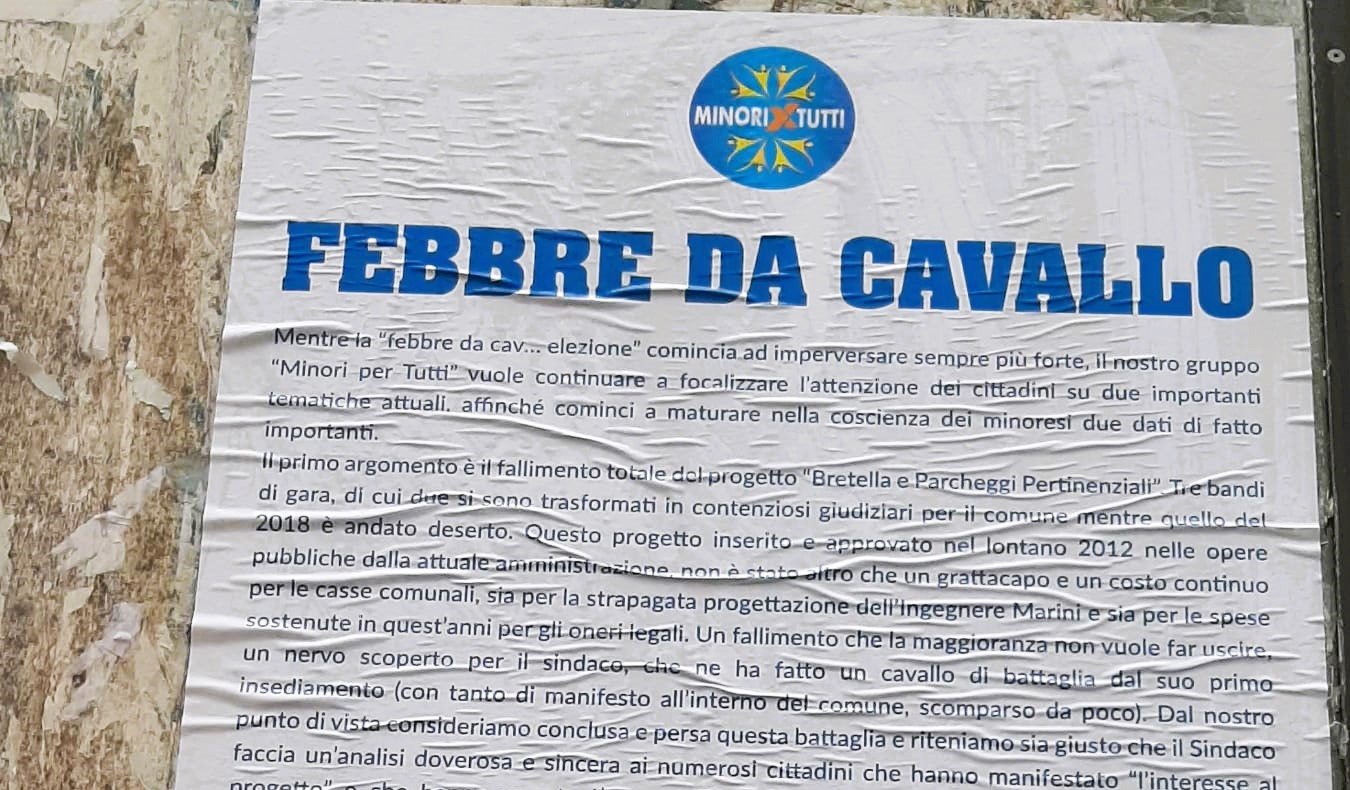 MINORI X TUTTI
FEBBRE DA CAVALLO
Mentre la “febbre da cav... elezione” comincia ad imperversare sempre più forte, il nostro gruppo
“Minori per Tutti” vuole continuare a focalizzare l'attenzione dei cittadini su due importanti
tematiche attuali. affinché cominci a maturare nella coscienza dei minoresi due dati di fatto
importanti.
Il primo argomento è il fallimento totale del progetto “Bretella e Parcheggi Pertinenziali”. Tre bandi
di gara, di cui due si sono trasformati in contenziosi giudiziari per il comune mentre quello del
2018 è andato deserto. Questo progetto inserito e approvato nel lontano 2012 nelle opere
pubbliche dalla attuale amministrazione, non è stato altro che un grattacapo e un costo continuo
per le casse comunali, sia per la strapagata progettazione dell'Ingegnere Marini e sia per le spese
sostenute in quest'anni per gli oneri legali. Un fallimento che la maggioranza non vuole far uscire,
un nervo scoperto per il sindaco, che ne ha fatto un cavallo di battaglia dal suo primo
insediamento (con tanto di manifesto all'interno del comune, scomparso da poco). Dal nostro
punto di vista consideriamo conclusa e persa questa battaglia e riteniamo sia giusto che il Sindaco
faccia un'analisi doverosa e sincera ai numerosi cittadini che hanno manifestato “l'interesse al
progetto”